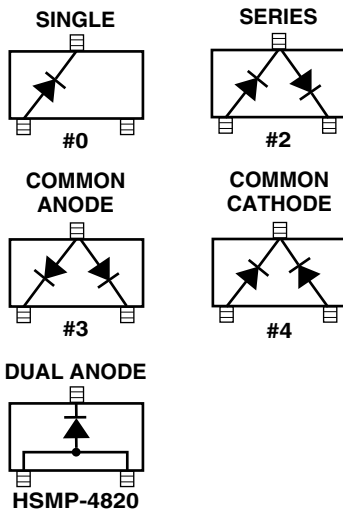 SINGLE
SERIES
#0
#2
COMMON
ANODE
COMMON
CATHODE
#3
#4
DUAL ANODE
HSMP-4820